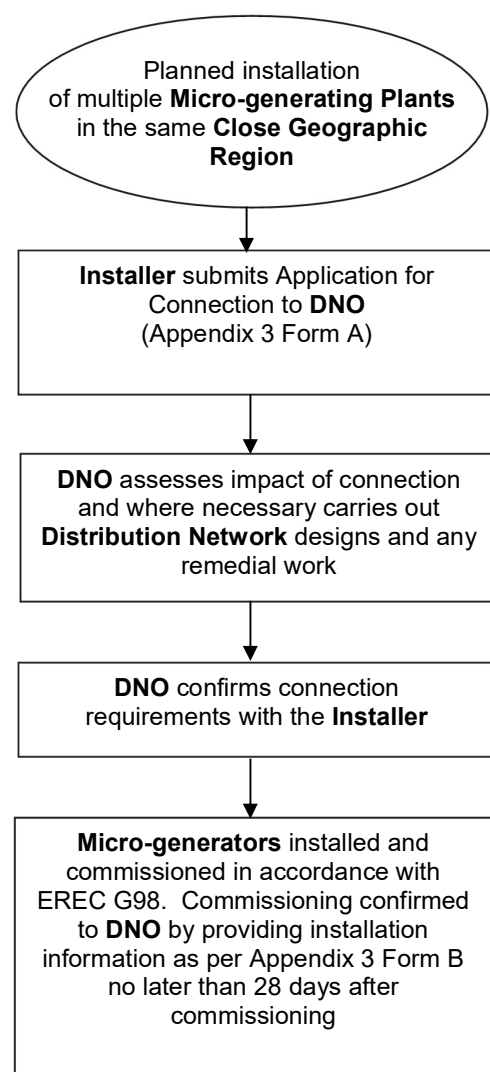 Planned installation
of multiple Micro-generating Plants
in the same Close Geographic
Region
Installer submits Application for
Connection to DNO
(Appendix 3 Form A)
DNO assesses impact of connection
and where necessary carries out
Distribution Network designs and any
remedial work
DNO confirms connection
requirements with the Installer
Micro-generators installed and
commissioned in accordance with
EREC G98.  Commissioning confirmed
to DNO by providing installation
information as per Appendix 3 Form B
no later than 28 days after
commissioning